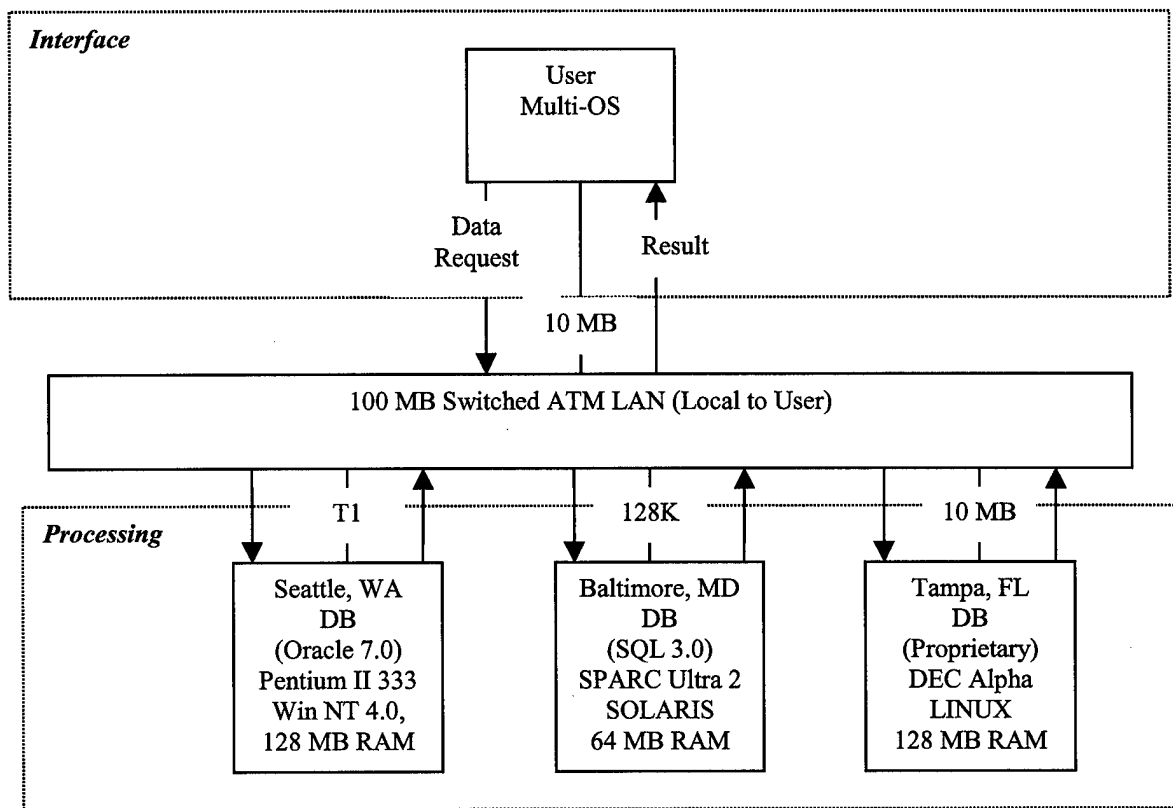 Interface
User
Multi-OS
Data
Request
Result
10 MB
100 MB Switched ATM LAN (Local to User)
T1
128K
10 MB
Processing
Seattle, WA
DB
(Oracle 7.0)
Pentium II 333
Win NT 4.0,
128 MB RAM
Baltimore, MD
DB
(SQL 3.0)
SPARC Ultra 2
SOLARIS
64 MB RAM
Tampa, FL
DB
(Proprietary)
DEC Alpha
LINUX
128 MB RAM